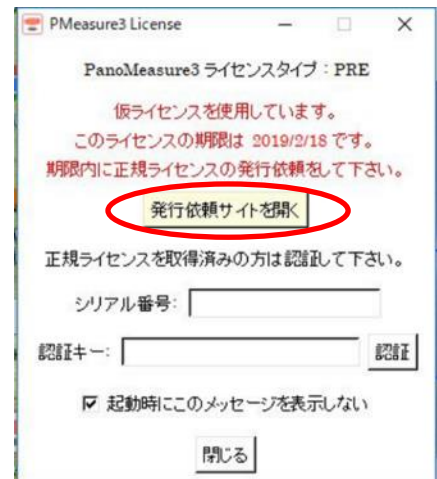 PMeasure3 License
PanoMeasure3 ライセンスタイプ：PRE
仮ライセンスを使用しています。
このライセンスの期限は 2019/2/18 です。
期限内に正規ライセンスの発行依頼をして下さい。
発行依頼サイトを開く
正規ライセンスを取得済みの方は認証して下さい。
シリアル番号:
認証キー: 認証
起動時にこのメッセージを表示しない
閉じる